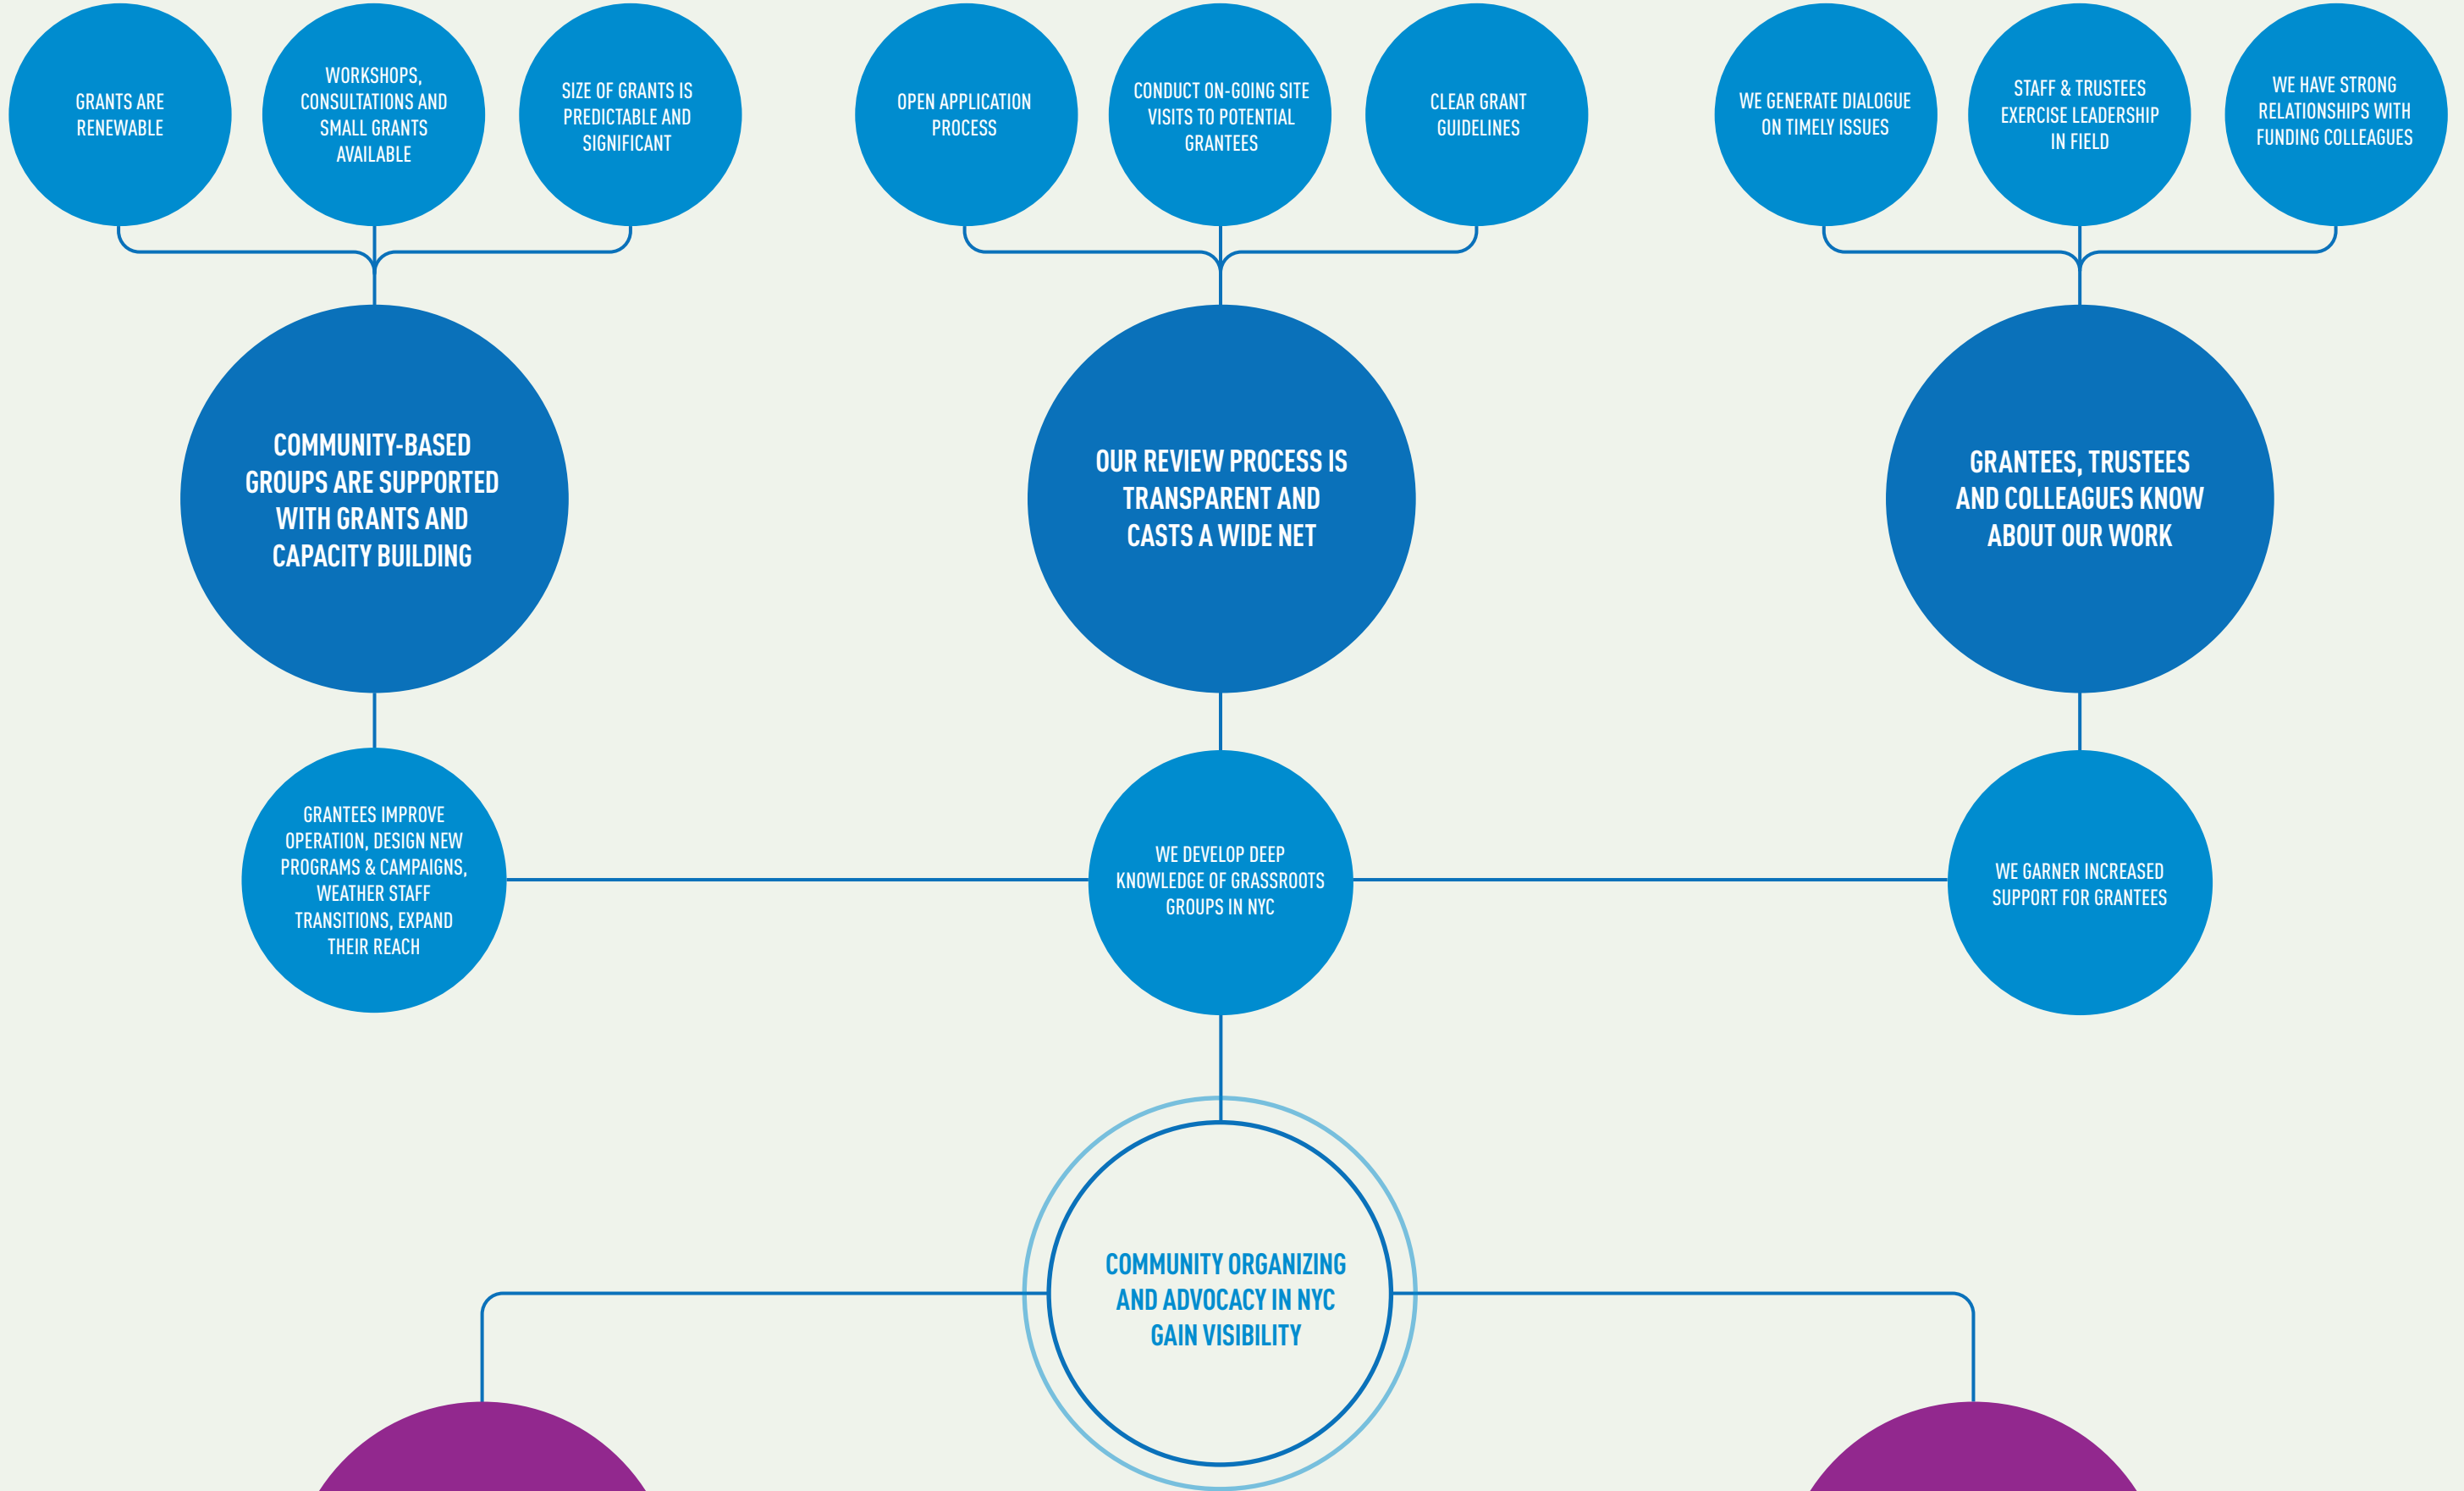 GRANTS ARE
RENEWABLE
WORKSHOPS,
CONSULTATIONS AND
SMALL GRANTS
AVAILABLE
SIZE OF GRANTS IS
PREDICTABLE AND
SIGNIFICANT
OPEN APPLICATION
PROCESS
CONDUCT ON-GOING SITE
VISITS TO POTENTIAL
GRANTEES
CLEAR GRANT
GUIDELINES
WE GENERATE DIALOGUE
ON TIMELY ISSUES
STAFF & TRUSTEES
EXERCISE LEADERSHIP
IN FIELD
WE HAVE STRONG
RELATIONSHIPS WITH
FUNDING COLLEAGUES
COMMUNITY-BASED
GROUPS ARE SUPPORTED
WITH GRANTS AND
CAPACITY BUILDING
OUR REVIEW PROCESS IS
TRANSPARENT AND
CASTS A WIDE NET
GRANTEES, TRUSTEES
AND COLLEAGUES KNOW
ABOUT OUR WORK
GRANTEES IMPROVE
OPERATION, DESIGN NEW
PROGRAMS & CAMPAIGNS,
WEATHER STAFF
TRANSITIONS, EXPAND
THEIR REACH
WE DEVELOP DEEP
KNOWLEDGE OF GRASSROOTS
GROUPS IN NYC
WE GARNER INCREASED
SUPPORT FOR GRANTEES
COMMUNITY ORGANIZING
AND ADVOCACY IN NYC
GAIN VISIBILITY